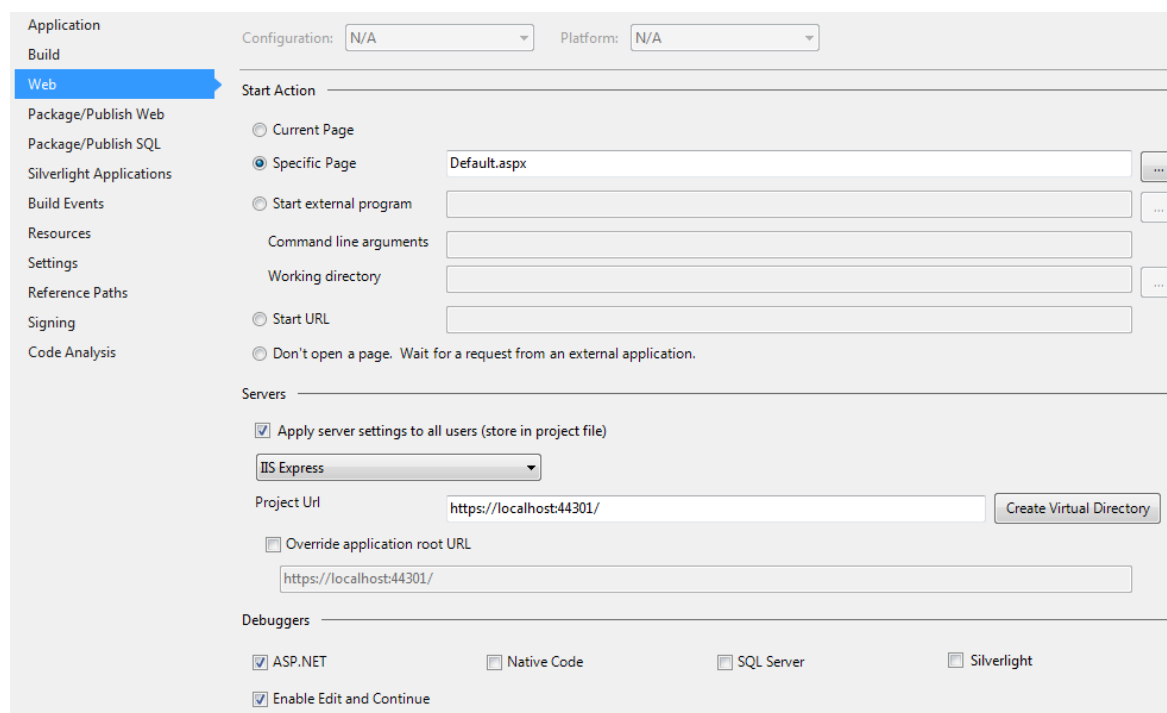 Application
Build
Web
Package/Publish Web
Package/Publish SQL
Silverlight Applications
Build Events
Resources
Settings
Reference Paths
Signing
Code Analysis
Configuration: N/A Platform: N/A
Start Action
Current Page
Specific Page Default.aspx ...
Start external program ...
Command line arguments
Working directory ...
Start URL
Don't open a page. Wait for a request from an external application.
Servers
Apply server settings to all users (store in project file)
IIS Express
Project Url https://localhost:44301/ Create Virtual Directory
Override application root URL
https://localhost:44301/
Debuggers
ASP.NET Native Code SQL Server Silverlight
Enable Edit and Continue